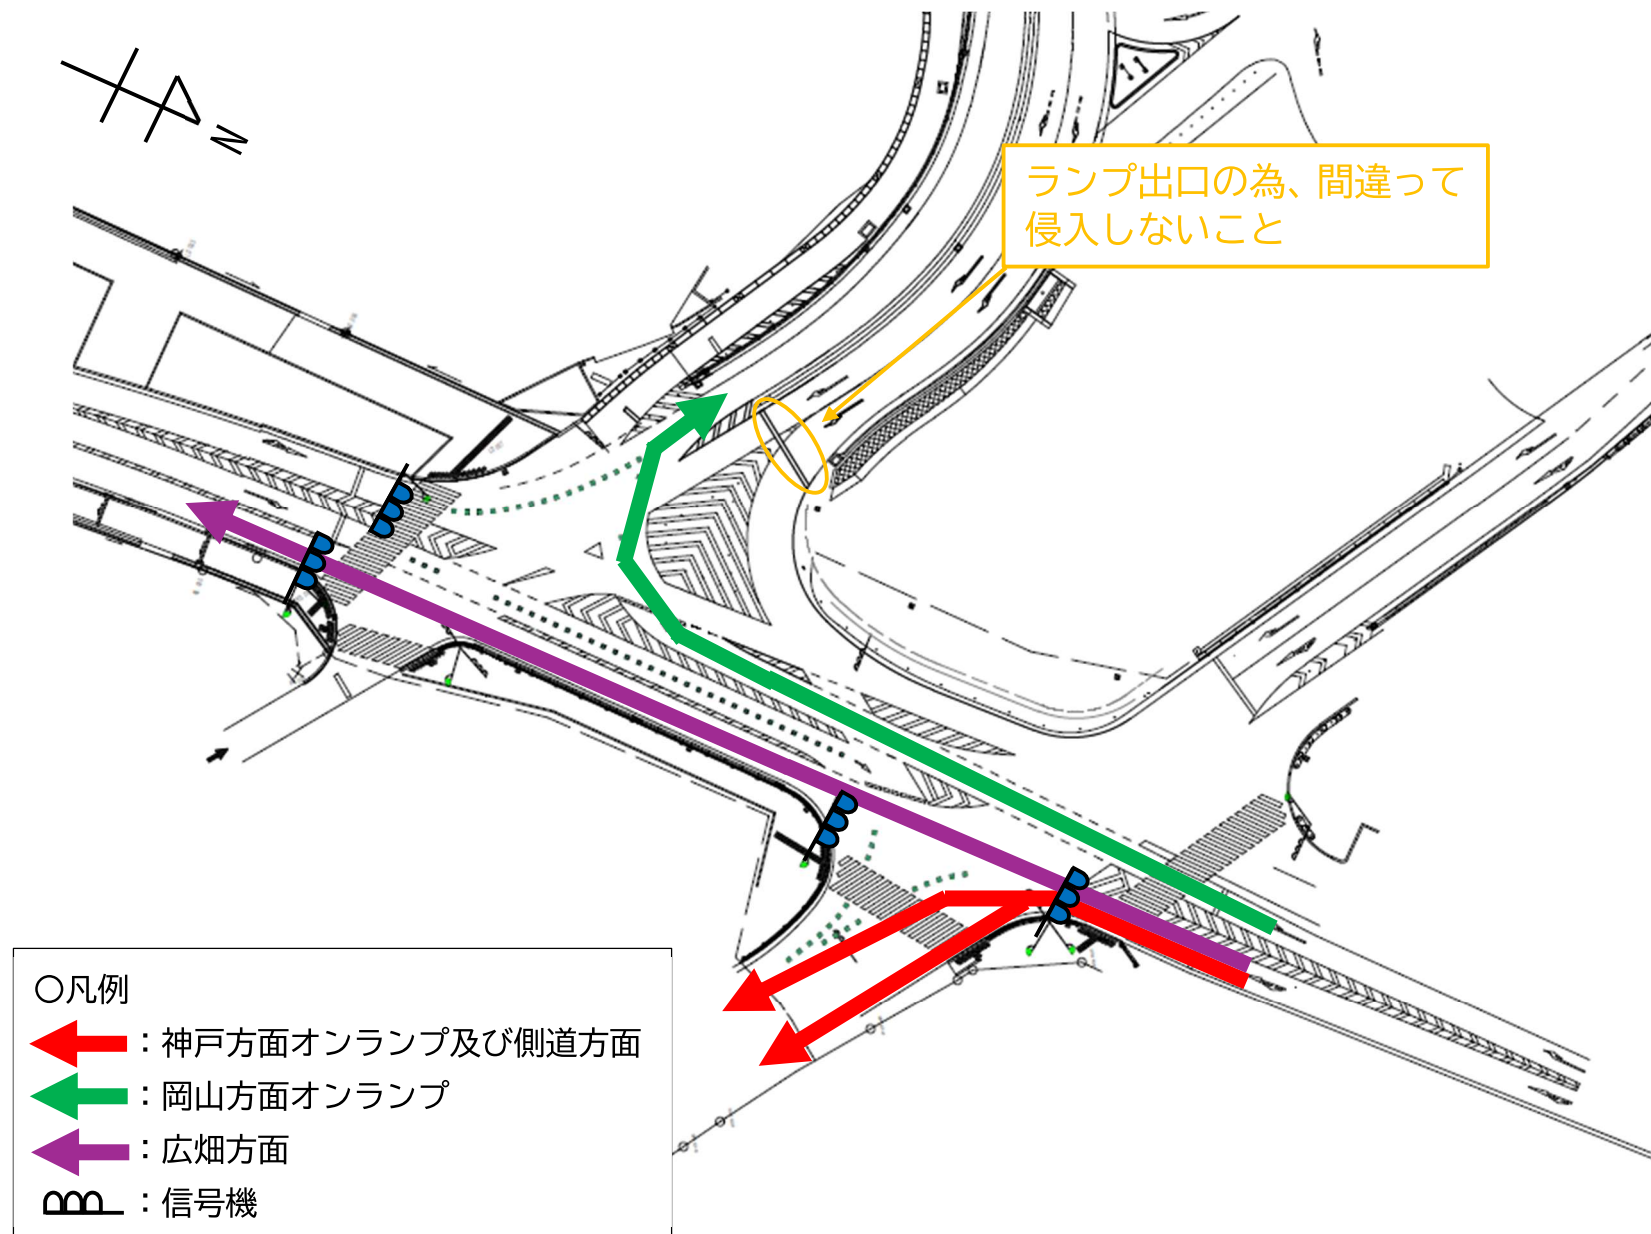 N
ランプ出口の為、間違って
侵入しないこと
○凡例
：神戸方面オンランプ及び側道方面
：岡山方面オンランプ
：広畑方面
：信号機